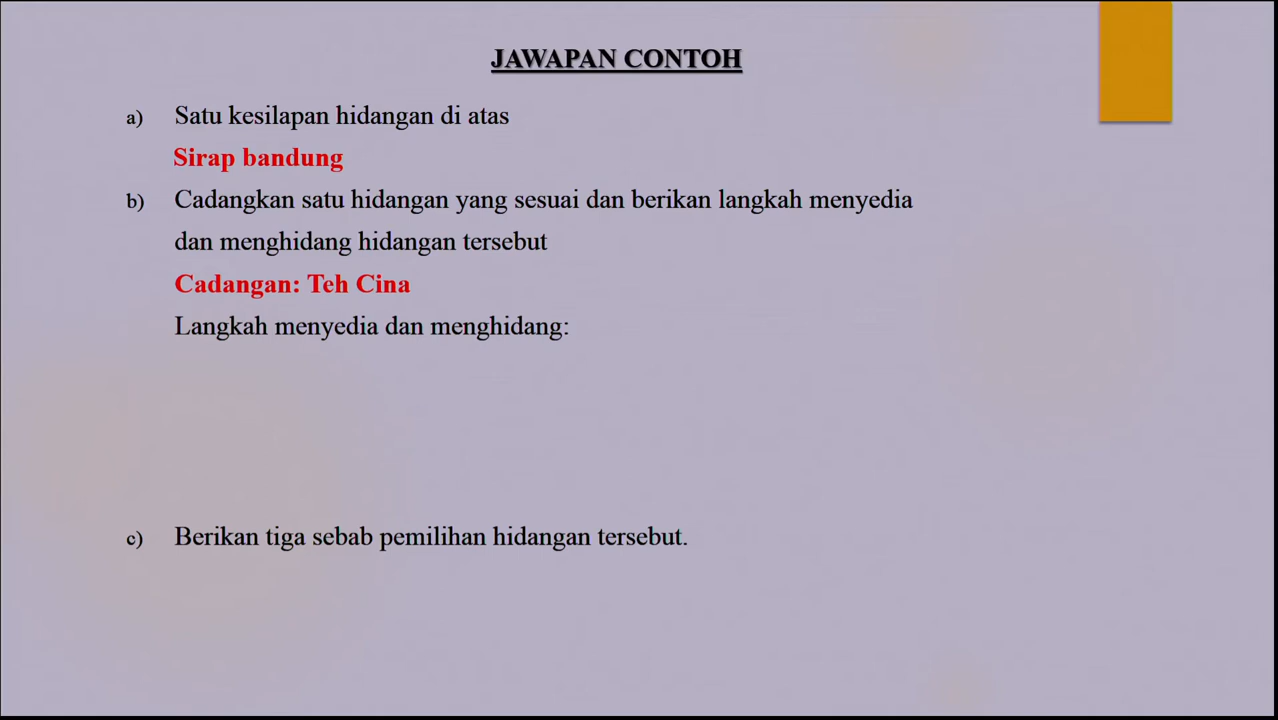 JAWAPAN CONTOH
a) Satu kesilapan hidangan di atas
Sirap bandung
b) Cadangkan satu hidangan yang sesuai dan berikan langkah menyedia
dan menghidang hidangan tersebut
Cadangan: Teh Cina
Langkah menyedia dan menghidang:
c) Berikan tiga sebab pemilihan hidangan tersebut.